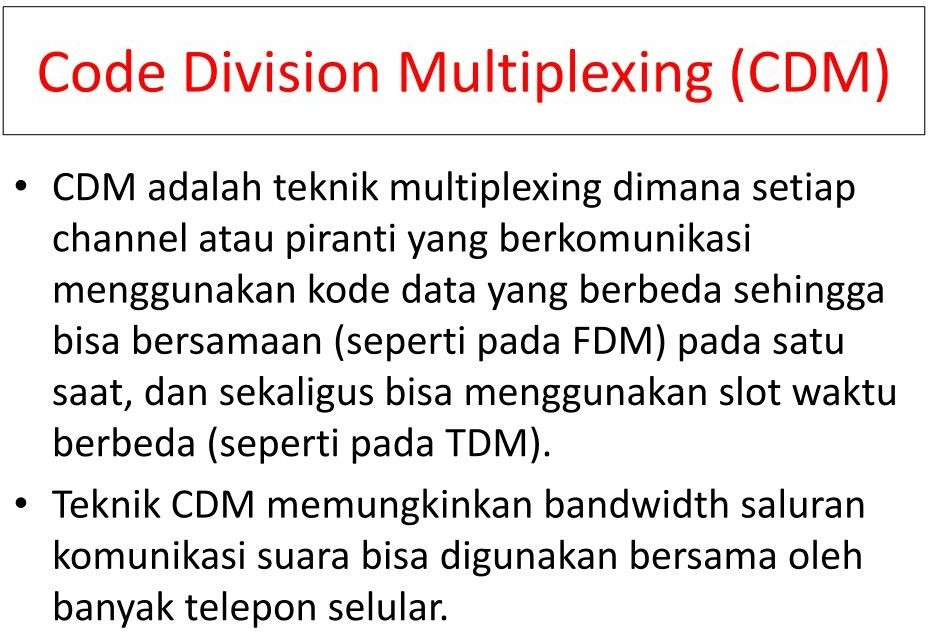 Code Division Multiplexing (CDM)
• CDM adalah teknik multiplexing dimana setiap
channel atau piranti yang berkomunikasi
menggunakan kode data yang berbeda sehingga
bisa bersamaan (seperti pada FDM) pada satu
saat, dan sekaligus bisa menggunakan slot waktu
berbeda (seperti pada TDM).
• Teknik CDM memungkinkan bandwidth saluran
komunikasi suara bisa digunakan bersama oleh
banyak telepon selular.